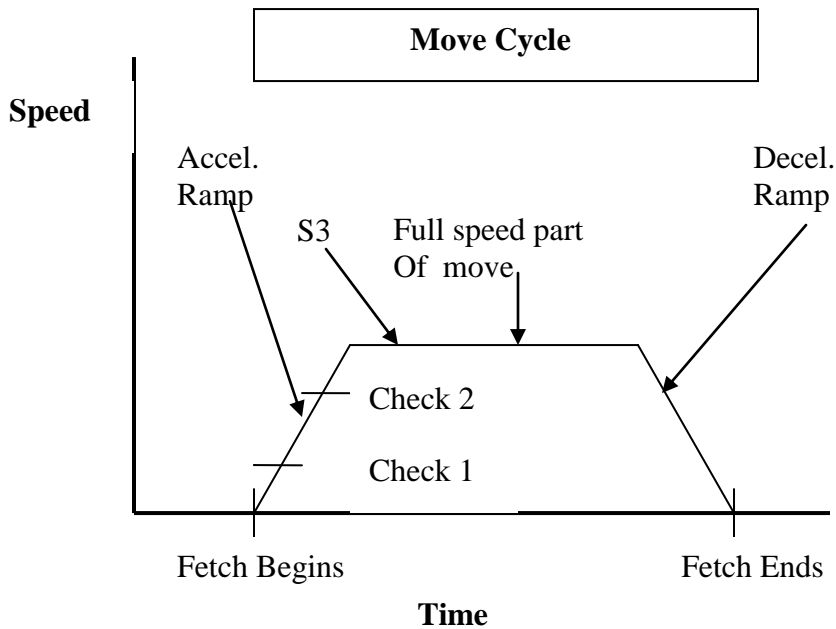 Move Cycle
Speed
Accel.
Ramp
Decel.
Ramp
S3
Full speed part
Of  move
Check 2
Check 1
Fetch Begins
Fetch Ends
Time